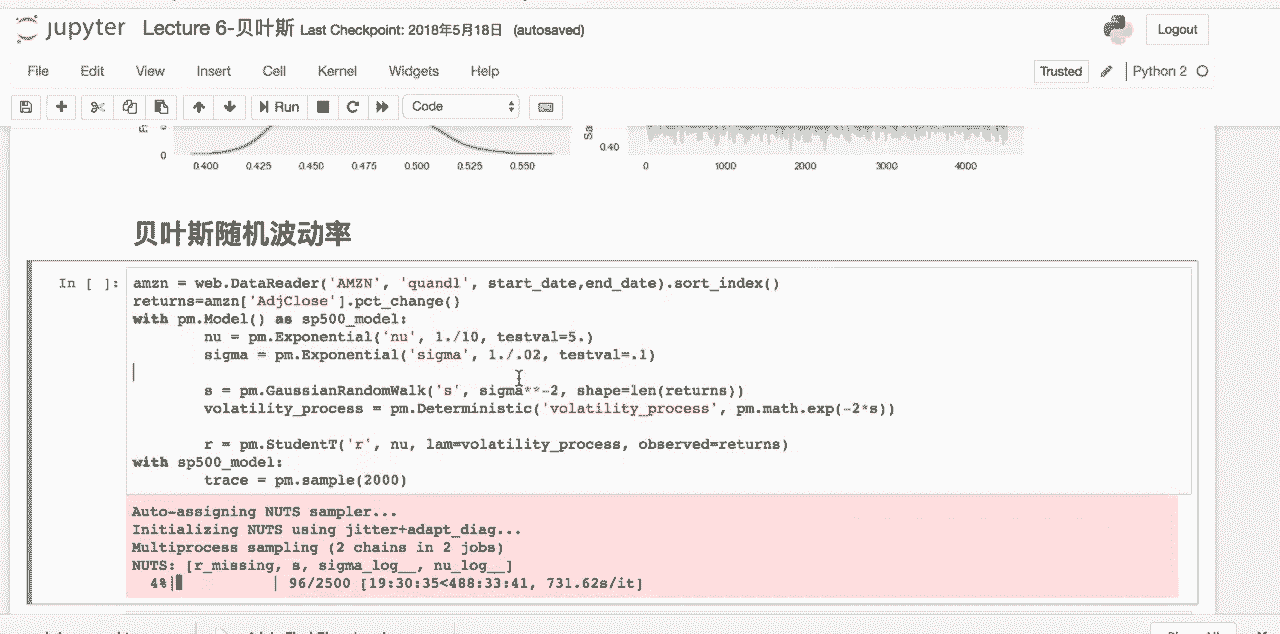 jupyter Lecture 6-贝叶斯 Last Checkpoint: 2018年5月18日 (autosaved) Logout
File Edit View Insert Cell Kernel Widgets Help Trusted Python 2
Run Code
0 0.40
0.400 0.425 0.450 0.475 0.500 0.525 0.550 0 1000 2000 3000 4000
贝叶斯随机波动率
In [ ]: amzn = web.DataReader('AMZN', 'quandl', start_date,end_date).sort_index()
returns=amzn['AdjClose'].pct_change()
with pm.Model() as sp500_model:
nu = pm.Exponential('nu', 1./10, testval=5.)
sigma = pm.Exponential('sigma', 1./.02, testval=.1)
s = pm.GaussianRandomWalk('s', sigma**-2, shape=len(returns))
volatility_process = pm.Deterministic('volatility_process', pm.math.exp(-2*s))
r = pm.StudentT('r', nu, lam=volatility_process, observed=returns)
with sp500_model:
trace = pm.sample(2000)
Auto-assigning NUTS sampler...
Initializing NUTS using jitter+adapt_diag...
Multiprocess sampling (2 chains in 2 jobs)
NUTS: [r_missing, s, sigma_log__, nu_log__]
4%| | 96/2500 [19:30:35<488:33:41, 731.62s/it]